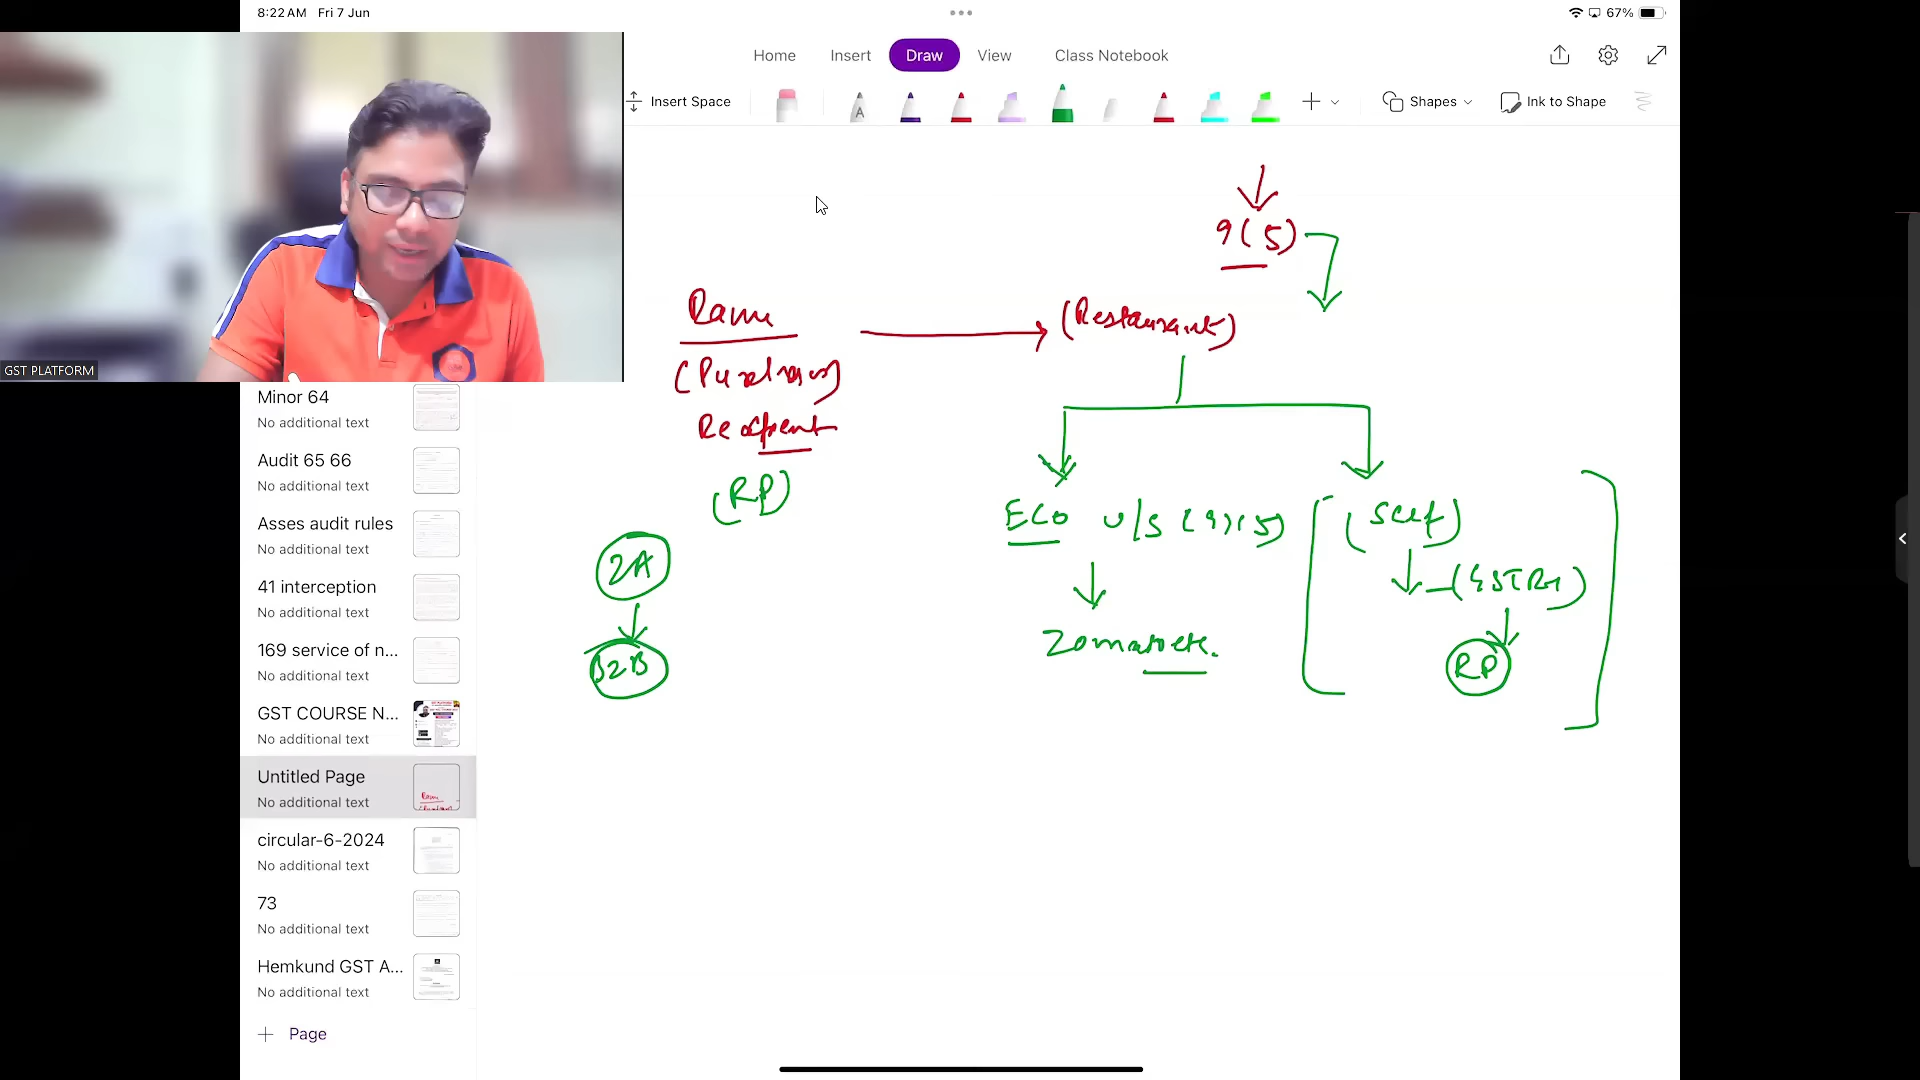 8:22 AM Fri 7 Jun
67%
Home Insert Draw View Class Notebook
Insert Space
A
Shapes
Ink to Shape
GST PLATFORM
Minor 64
No additional text
Audit 65 66
No additional text
Asses audit rules
No additional text
41 interception
No additional text
169 service of n...
No additional text
GST COURSE N...
No additional text
Untitled Page
No additional text
circular-6-2024
No additional text
73
No additional text
Hemkund GST A...
No additional text
Page
9(5)
Ramu
(Restaurant)
(RP)
2A
B2B
ECO U/S (9)(5)
(Self)
(GSTR1)
Zomato etc.
RP